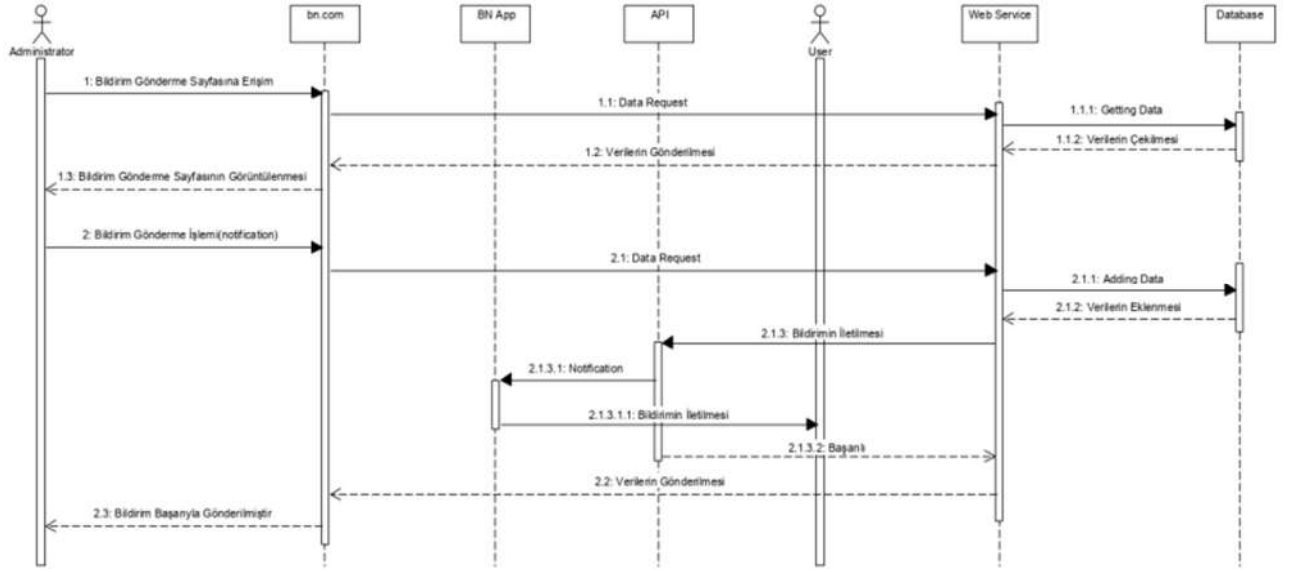 Administrator
bn.com
BN App
API
User
Web Service
Database
1: Bildirim Gönderme Sayfasına Erişim
1.1: Data Request
1.1.1: Getting Data
1.1.2: Verilerin Çekilmesi
1.2: Verilerin Gönderilmesi
1.3: Bildirim Gönderme Sayfasının Görüntülenmesi
2: Bildirim Gönderme İşlemi(notification)
2.1: Data Request
2.1.1: Adding Data
2.1.2: Verilerin Eklenmesi
2.1.3: Bildirimin İletilmesi
2.1.3.1: Notification
2.1.3.1.1: Bildirimin İletilmesi
2.1.3.2: Başarılı
2.2: Verilerin Gönderilmesi
2.3: Bildirim Başarıyla Gönderilmiştir